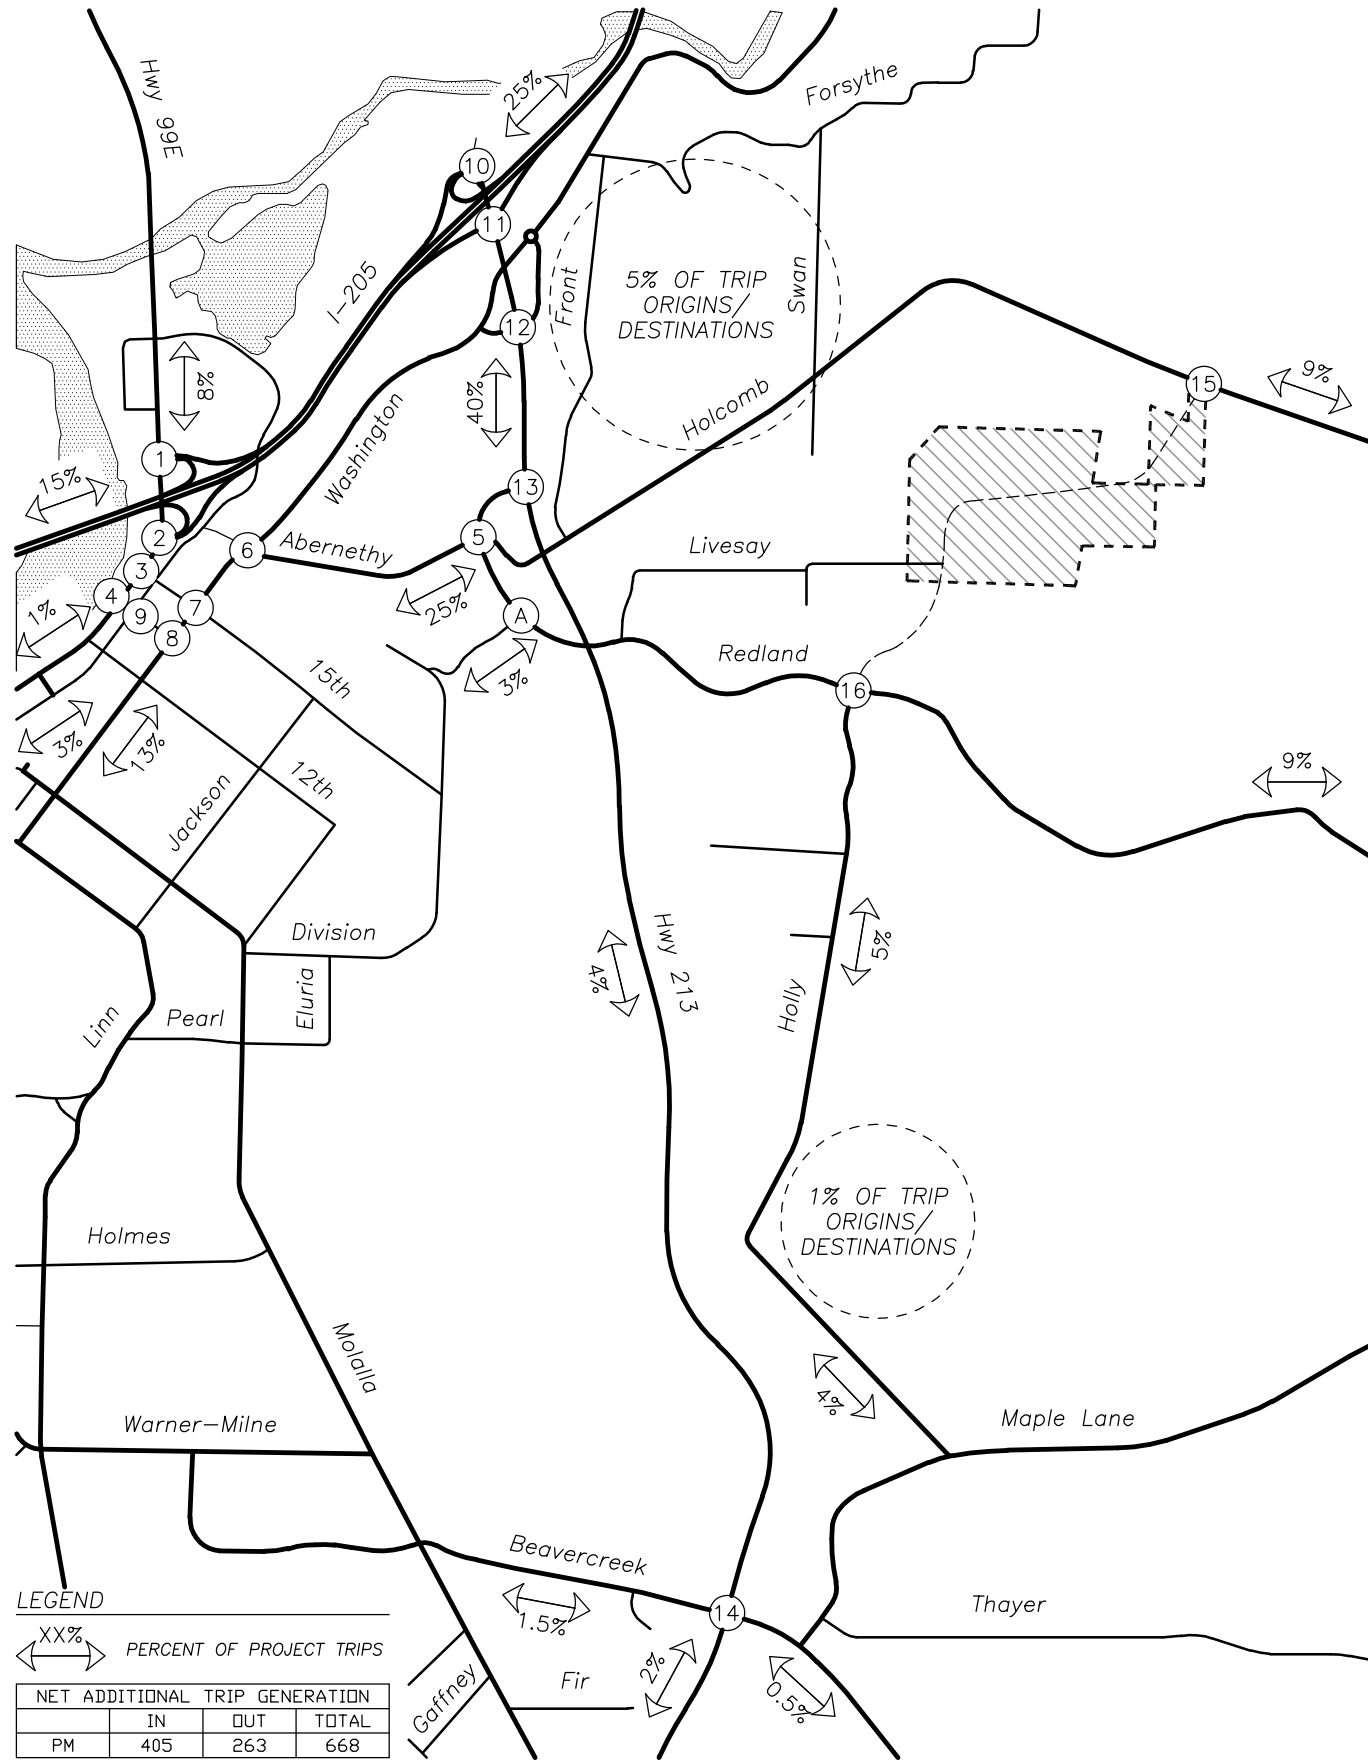 Hwy 99E
25%
Forsythe
10
11
I-205
Front
5% OF TRIP
ORIGINS/
DESTINATIONS
Swan
12
8%
40%
Washington
Holcomb
15
9%
1
15%
13
2
6
Abernethy
5
Livesay
3
4
1%
9
7
8
25%
A
Redland
15th
3%
16
3%
13%
12th
Jackson
9%
Division
Hwy 213
5%
4%
Eluria
Linn
Pearl
Holly
1% OF TRIP
ORIGINS/
DESTINATIONS
Holmes
Molalla
4%
Warner-Milne
Maple Lane
Beavercreek
LEGEND
1.5%
14
Thayer
XX%
PERCENT OF PROJECT TRIPS
2%
Fir
0.5%
Gaffney
NET ADDITIONAL TRIP GENERATION
IN OUT TOTAL
PM 405 263 668